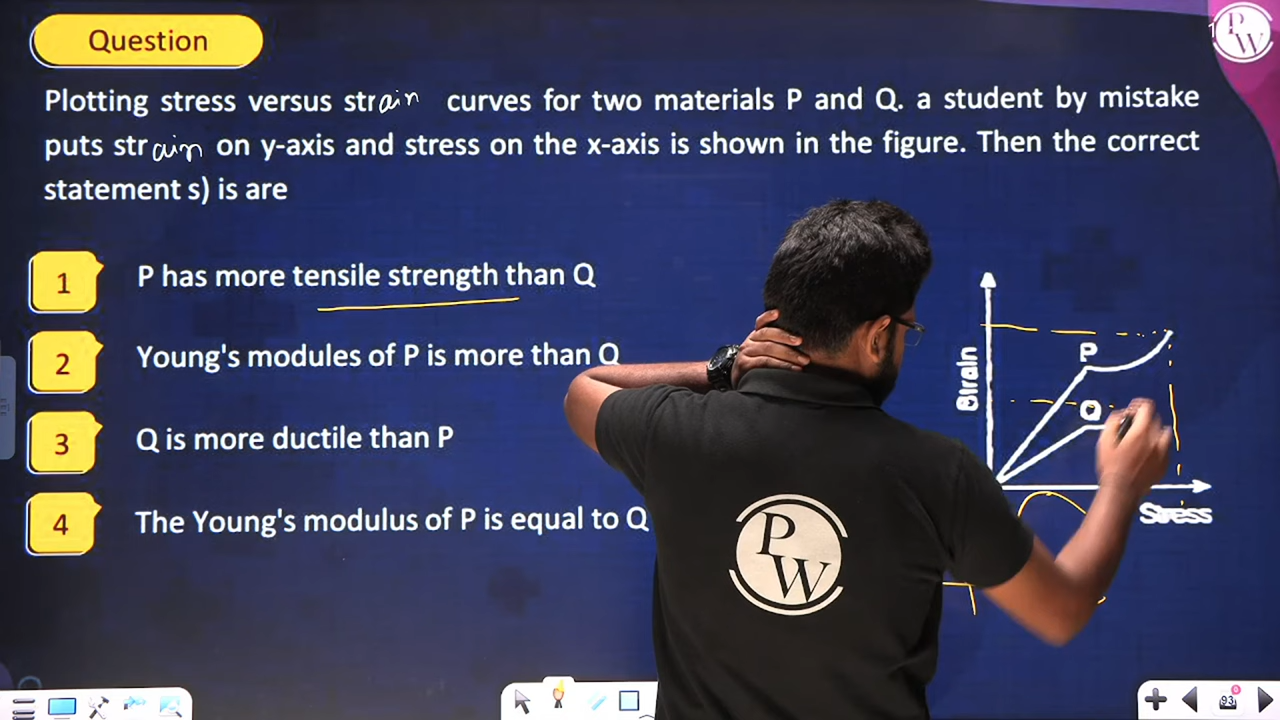 Question
Plotting stress versus strain curves for two materials P and Q. a student by mistake
puts strain on y-axis and stress on the x-axis is shown in the figure. Then the correct
statement s) is are
1 P has more tensile strength than Q
2 Young's modules of P is more than Q
3 Q is more ductile than P
4 The Young's modulus of P is equal to Q
Strain
P
Q
Stress
PW
PW
93